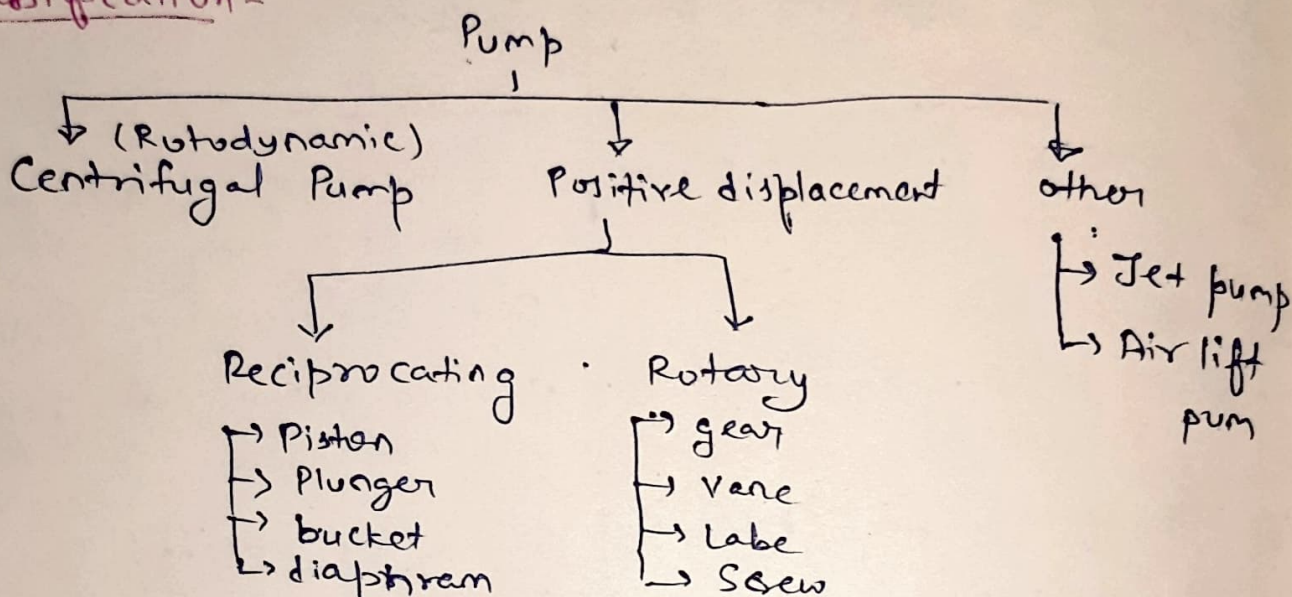 Pump
(Rotodynamic)
Centrifugal Pump
Positive displacement
other
Jet pump
Air lift
pum
Reciprocating
Piston
Plunger
bucket
diaphram
Rotary
gear
vane
Labe
Screw